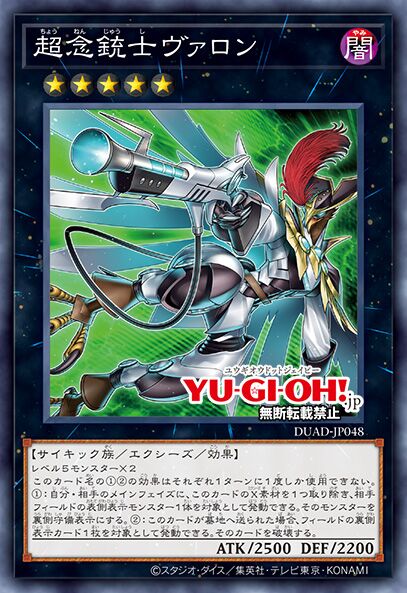 ちょう ねん じゅう し
超念銃士ヴァロン
やみ
闇
ユウギオウドットジェイピー
YU-GI-OH!.jp
無断転載禁止
DUAD-JP048
【サイキック族／エクシーズ／効果】
レベル5モンスター×2
このカード名の①②の効果はそれぞれ1ターンに1度しか使用できない。
①：自分・相手のメインフェイズに、このカードのX素材を1つ取り除き、相手
フィールドの表側表示モンスター1体を対象として発動できる。そのモンスター
を裏側守備表示にする。②：このカードが墓地へ送られた場合、フィールドの裏側
表示カード1枚を対象として発動できる。そのカードを破壊する。
ATK/2500 DEF/2200
©スタジオ・ダイス／集英社・テレビ東京・KONAMI